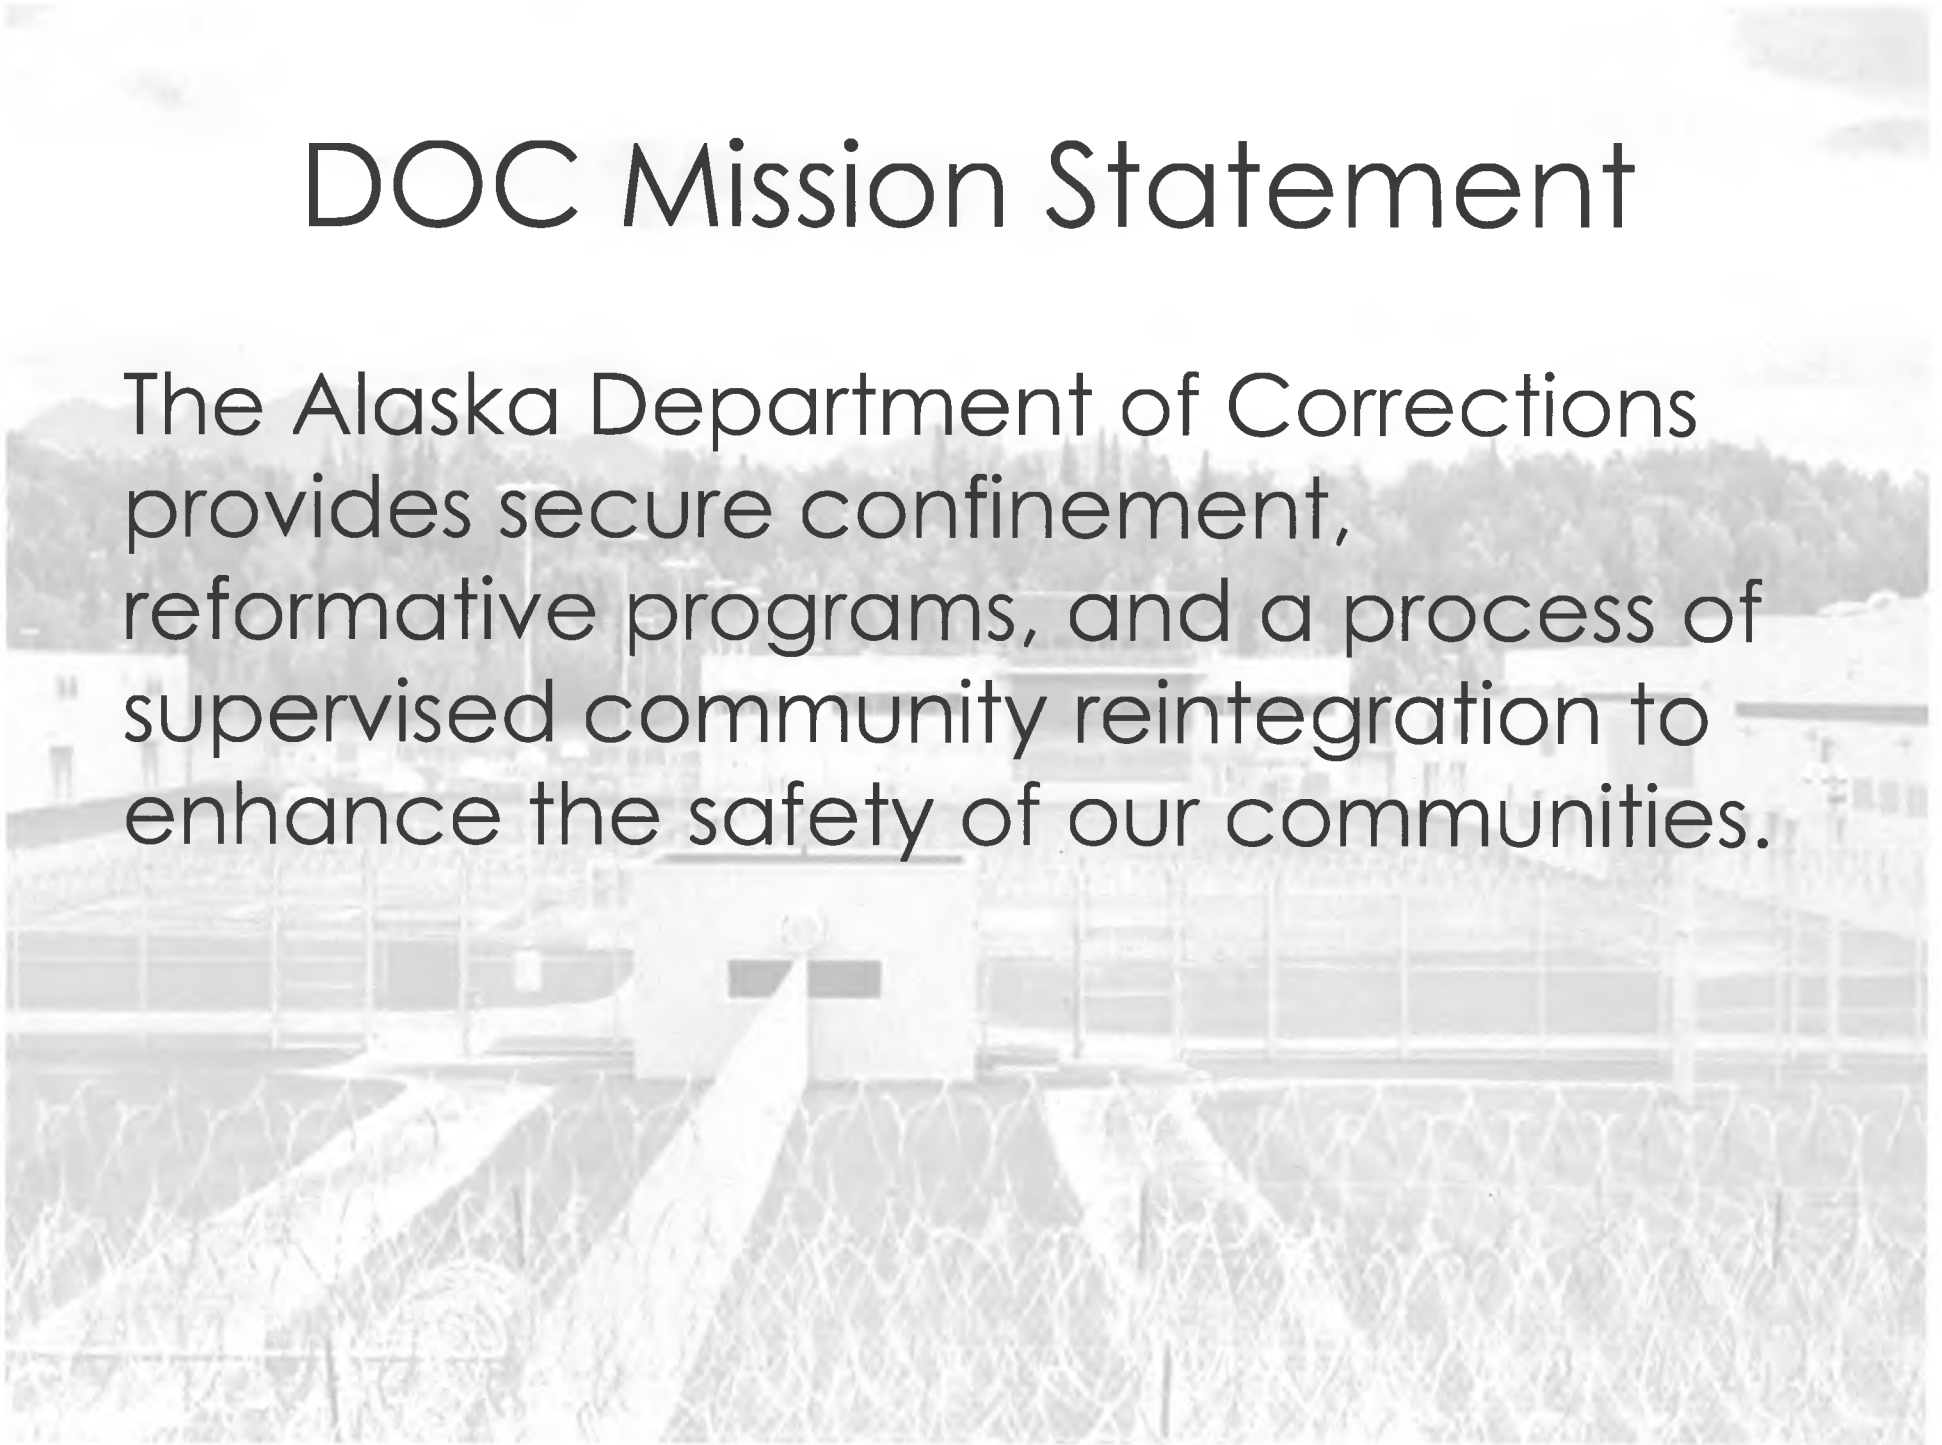 DOC Mission Statement
The Alaska Department of Corrections
provides secure confinement,
reformative programs, and a process of
supervised community reintegration to
enhance the safety of our communities.